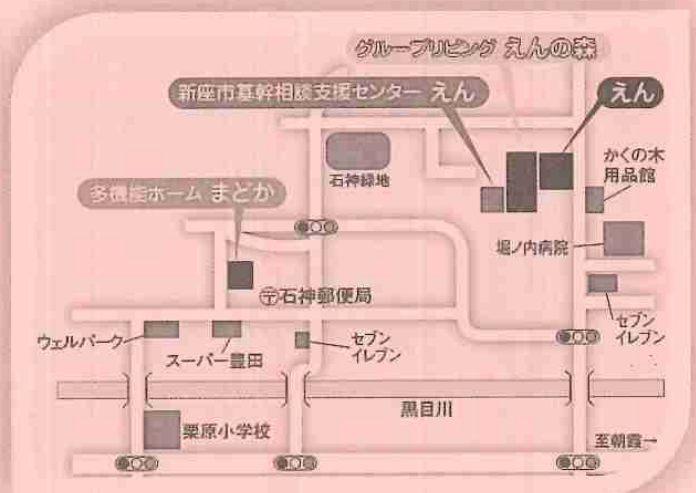 グループリビング えんの森
新座市基幹相談支援センター えん
えん
かくの木
用品館
石神緑地
多機能ホーム まどか
堀ノ内病院
〒石神郵便局
セブン
イレブン
ウェルパーク
スーパー豊田
セブン
イレブン
黒目川
栗原小学校
至朝霞→